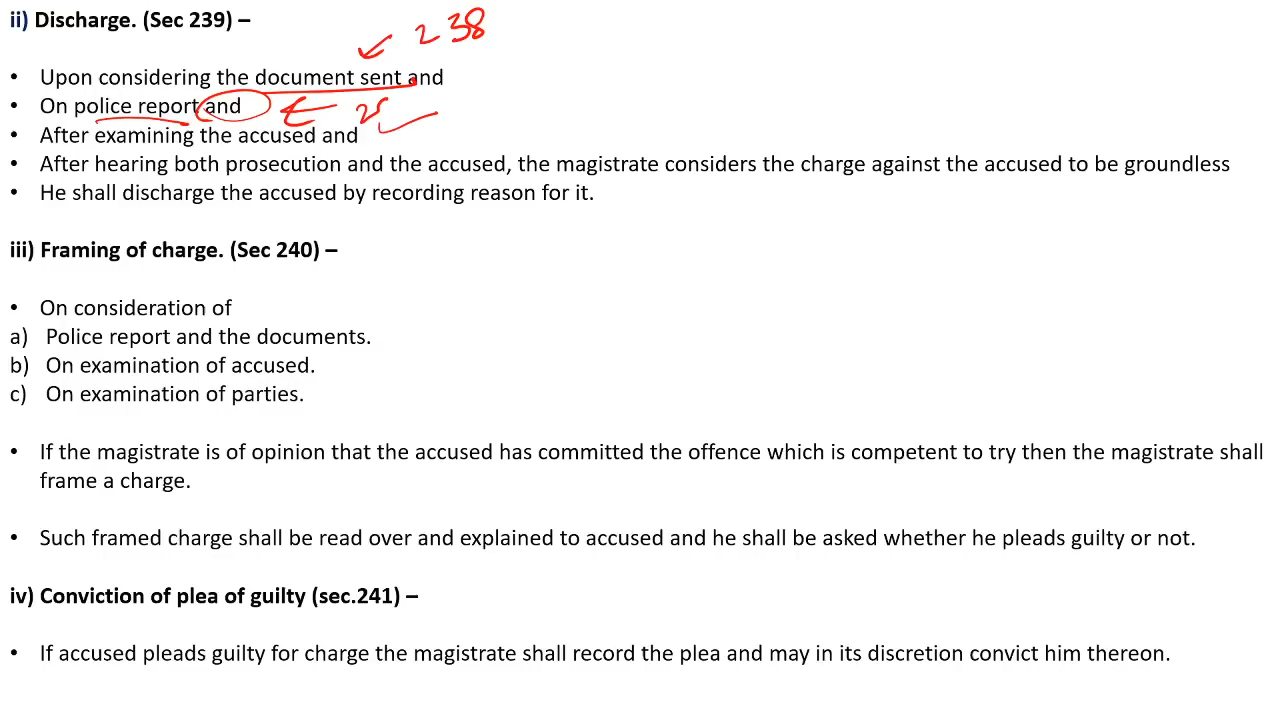 ii) Discharge. (Sec 239) –
238
• Upon considering the document sent and
• On police report and
• After examining the accused and
• After hearing both prosecution and the accused, the magistrate considers the charge against the accused to be groundless
• He shall discharge the accused by recording reason for it.
iii) Framing of charge. (Sec 240) –
• On consideration of
a) Police report and the documents.
b) On examination of accused.
c) On examination of parties.
• If the magistrate is of opinion that the accused has committed the offence which is competent to try then the magistrate shall
frame a charge.
• Such framed charge shall be read over and explained to accused and he shall be asked whether he pleads guilty or not.
iv) Conviction of plea of guilty (sec.241) –
• If accused pleads guilty for charge the magistrate shall record the plea and may in its discretion convict him thereon.